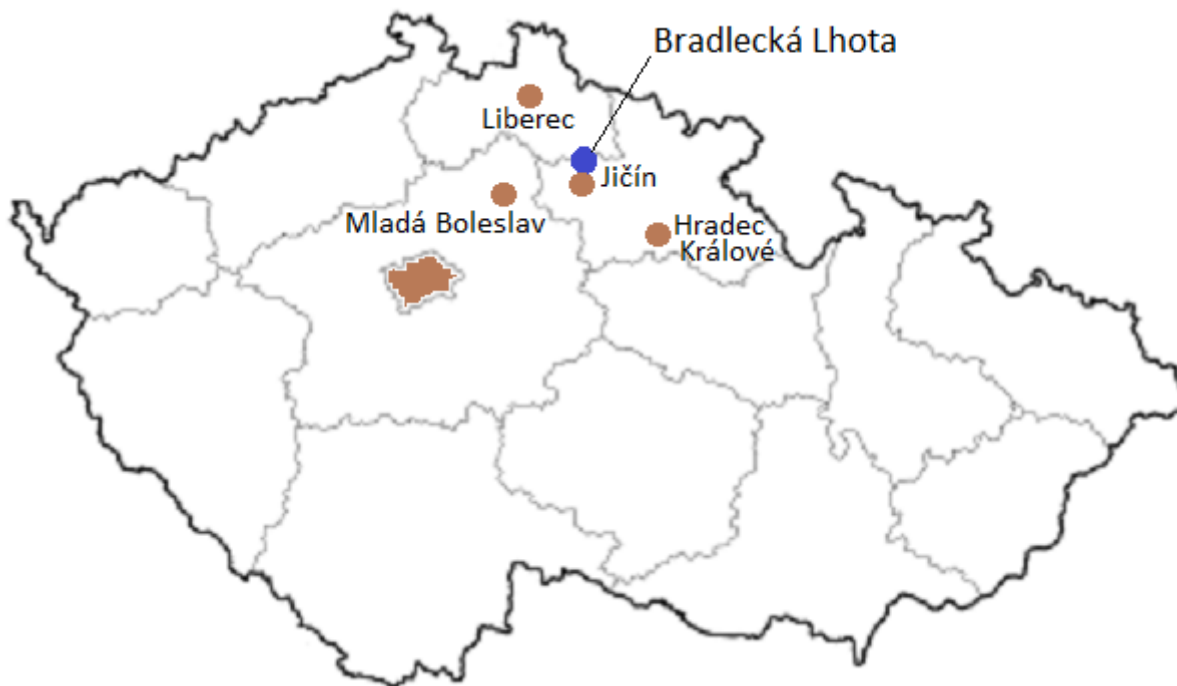 Bradlecká Lhota
Liberec
Jičín
Mladá Boleslav
Hradec
Králové